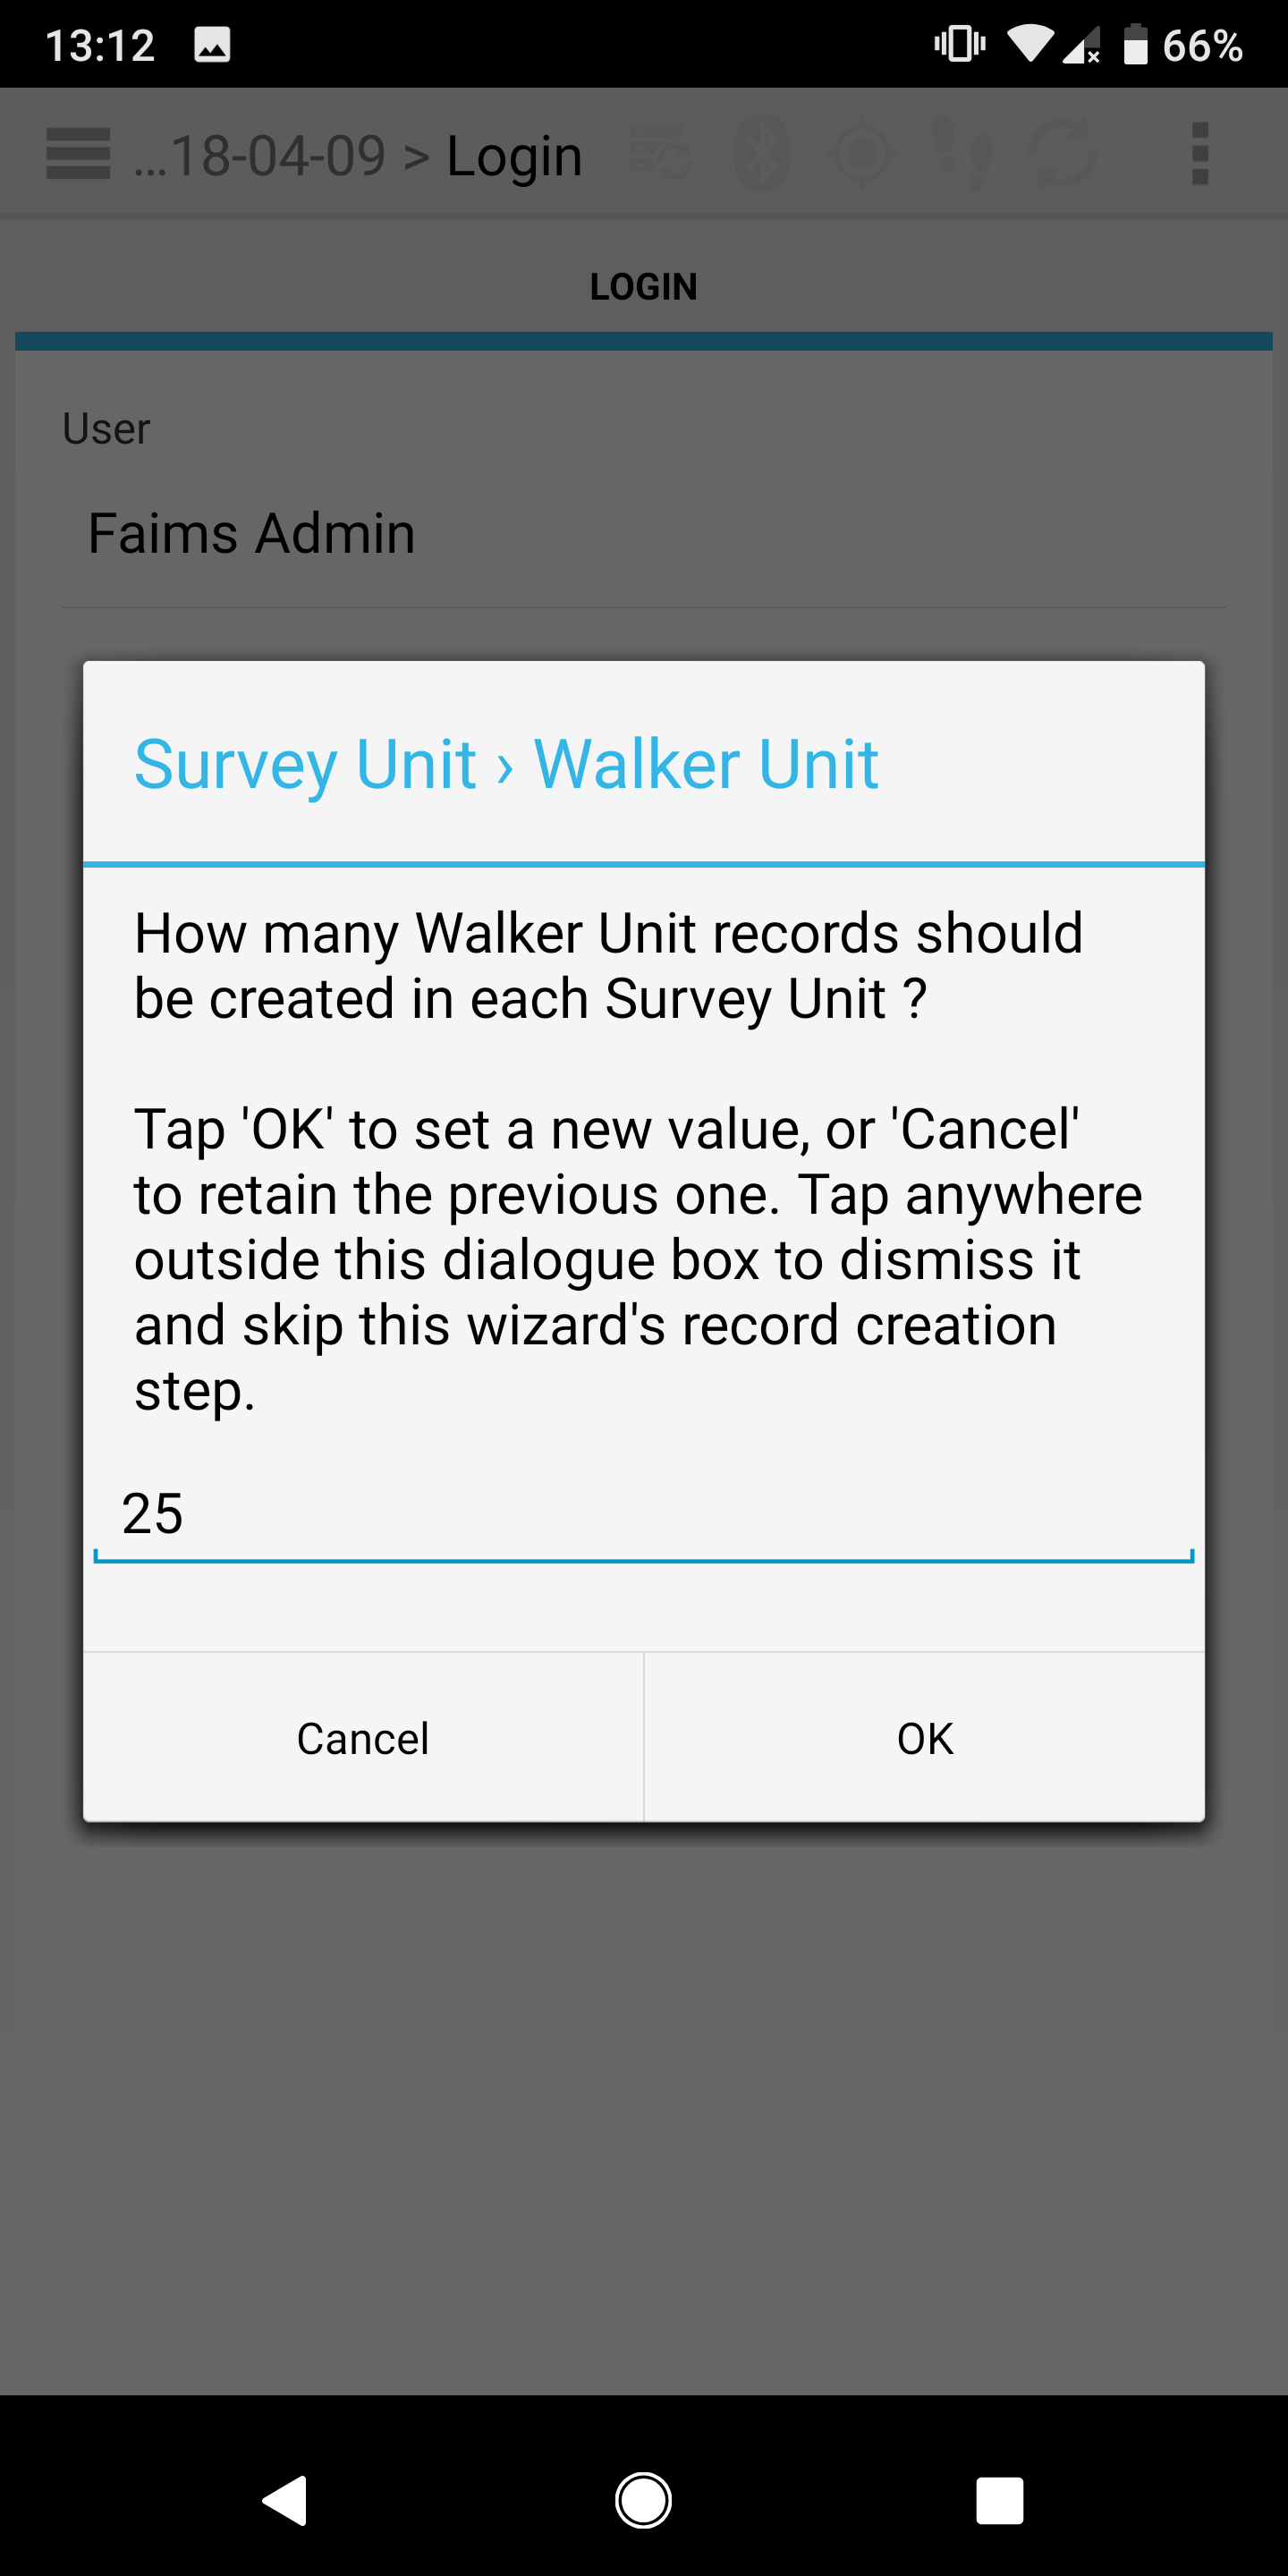 13:12
66%
...18-04-09 > Login
LOGIN
User
Faims Admin
Survey Unit › Walker Unit
How many Walker Unit records should
be created in each Survey Unit ?
Tap 'OK' to set a new value, or 'Cancel'
to retain the previous one. Tap anywhere
outside this dialogue box to dismiss it
and skip this wizard's record creation
step.
25
Cancel
OK